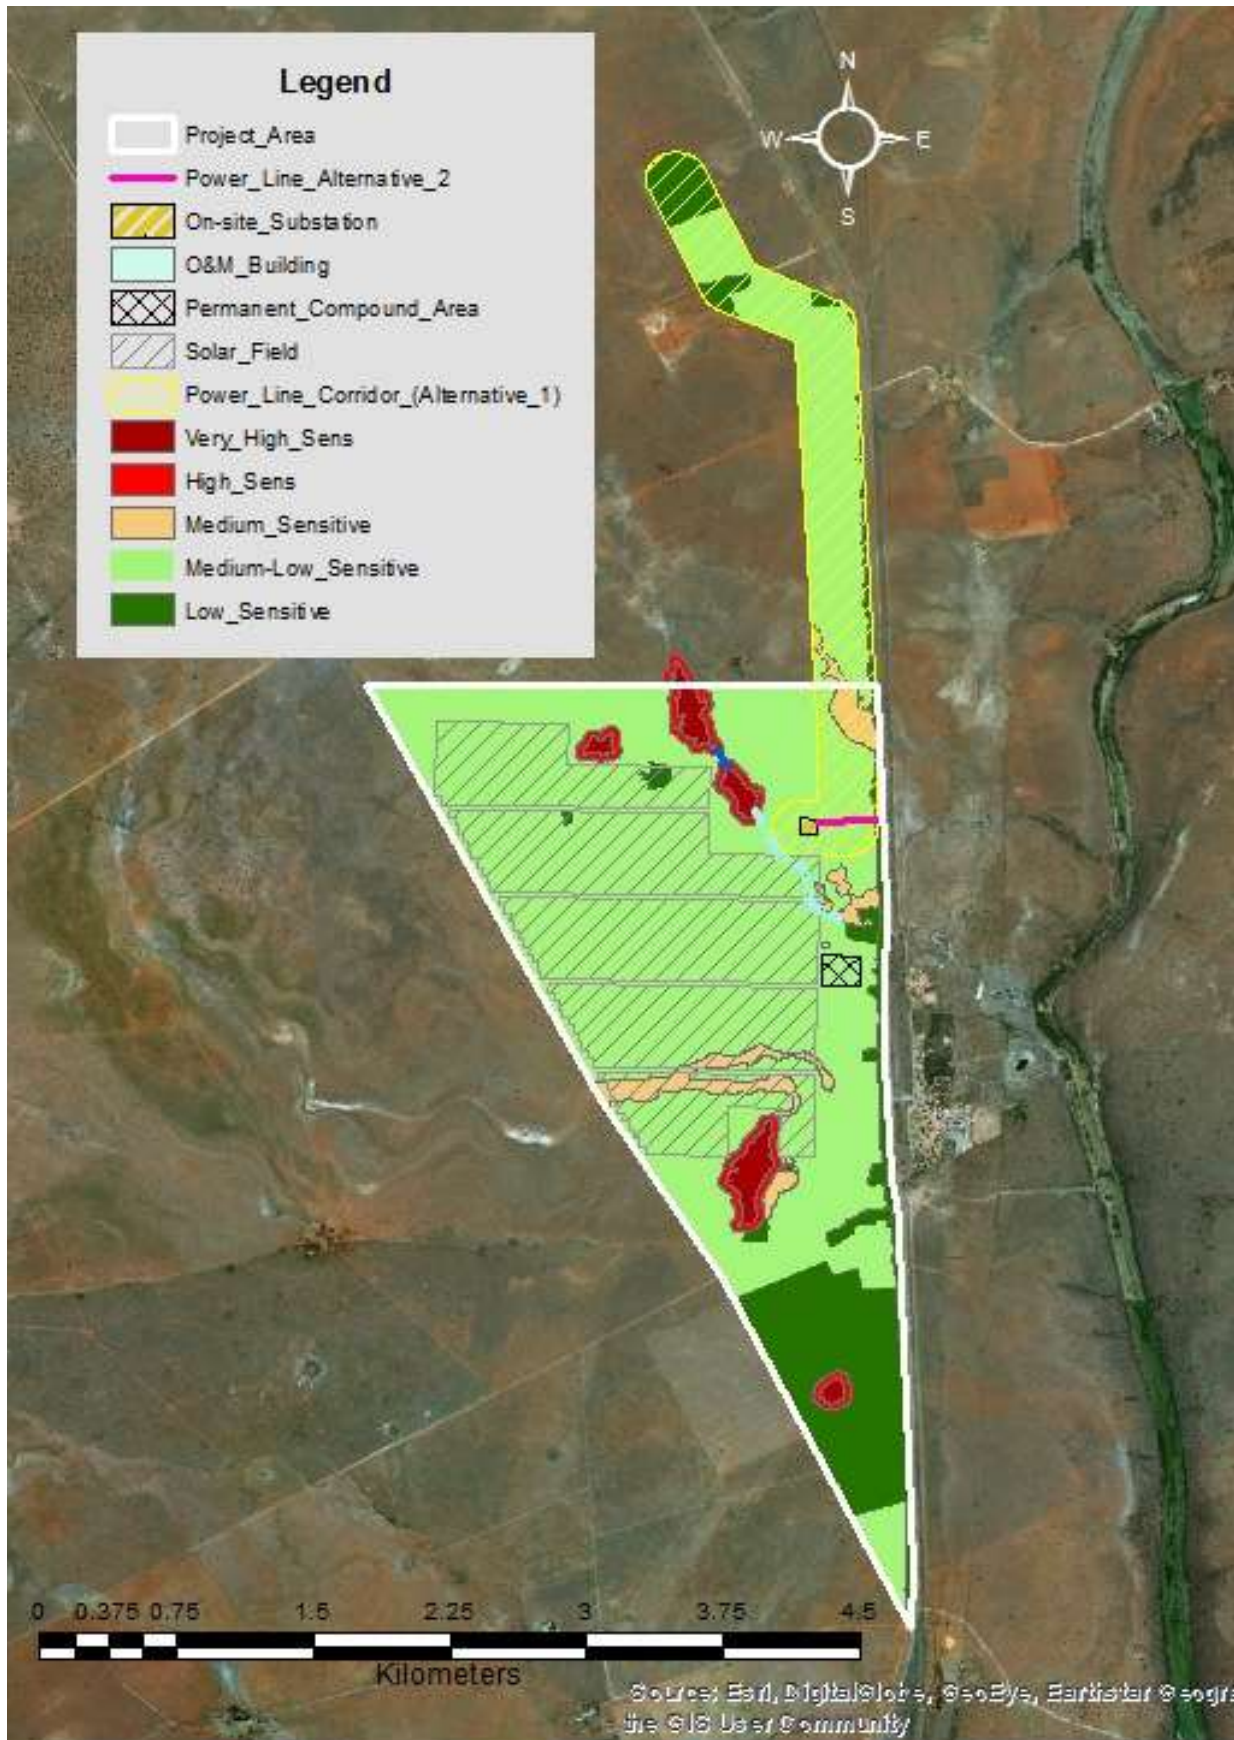 Legend
Project_Area
Power_Line_Alternative_2
On-site_Substation
O&M_Building
Permanent_Compound_Area
Solar_Field
Power_Line_Corridor_(Alternative_1)
Very_High_Sens
High_Sens
Medium_Sensitive
Medium-Low_Sensitive
Low_Sensitive
N
W E
S
0 0.375 0.75 1.5 2.25 3 3.75 4.5
Kilometers
Source: Esri, DigitalGlobe, GeoEye, Earthstar Geogra
the GIS User Community